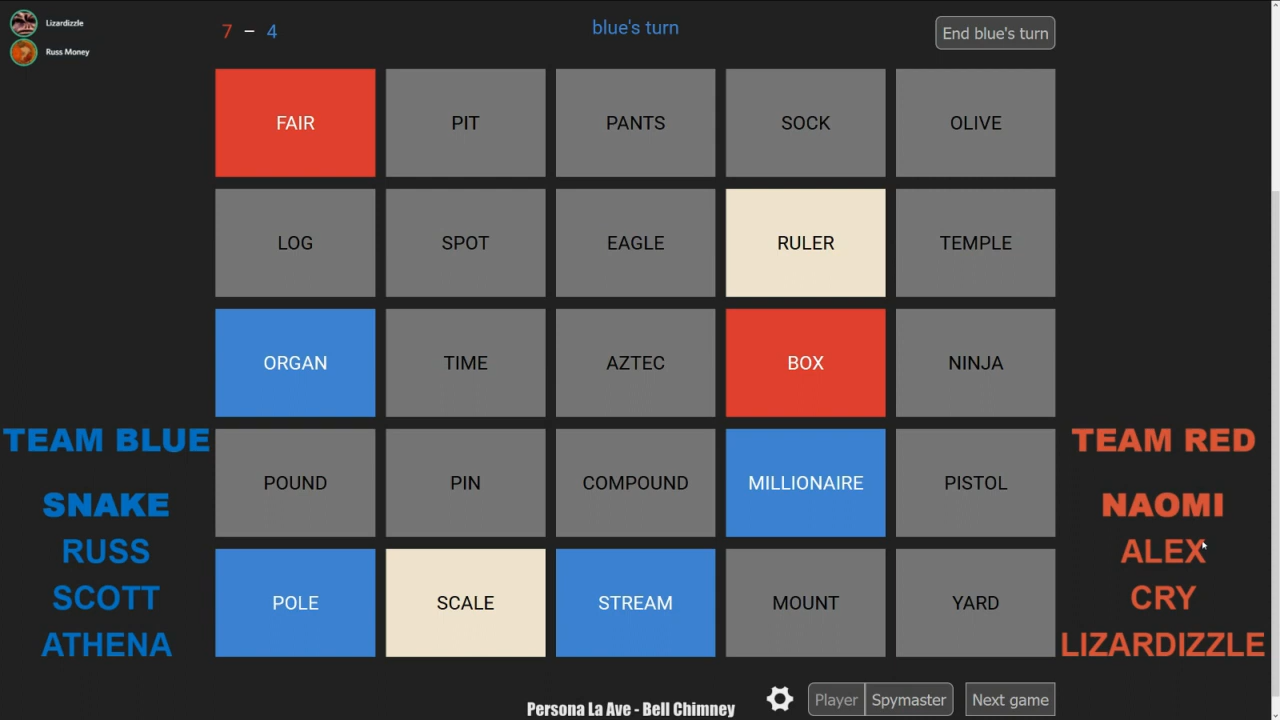 Lizardizzle
Russ Money
7 – 4
blue's turn
End blue's turn
FAIR PIT PANTS SOCK OLIVE
LOG SPOT EAGLE RULER TEMPLE
ORGAN TIME AZTEC BOX NINJA
POUND PIN COMPOUND MILLIONAIRE PISTOL
POLE SCALE STREAM MOUNT YARD
TEAM BLUE
SNAKE
RUSS
SCOTT
ATHENA
TEAM RED
NAOMI
ALEX
CRY
LIZARDIZZLE
Persona La Ave - Bell Chimney
Player Spymaster Next game